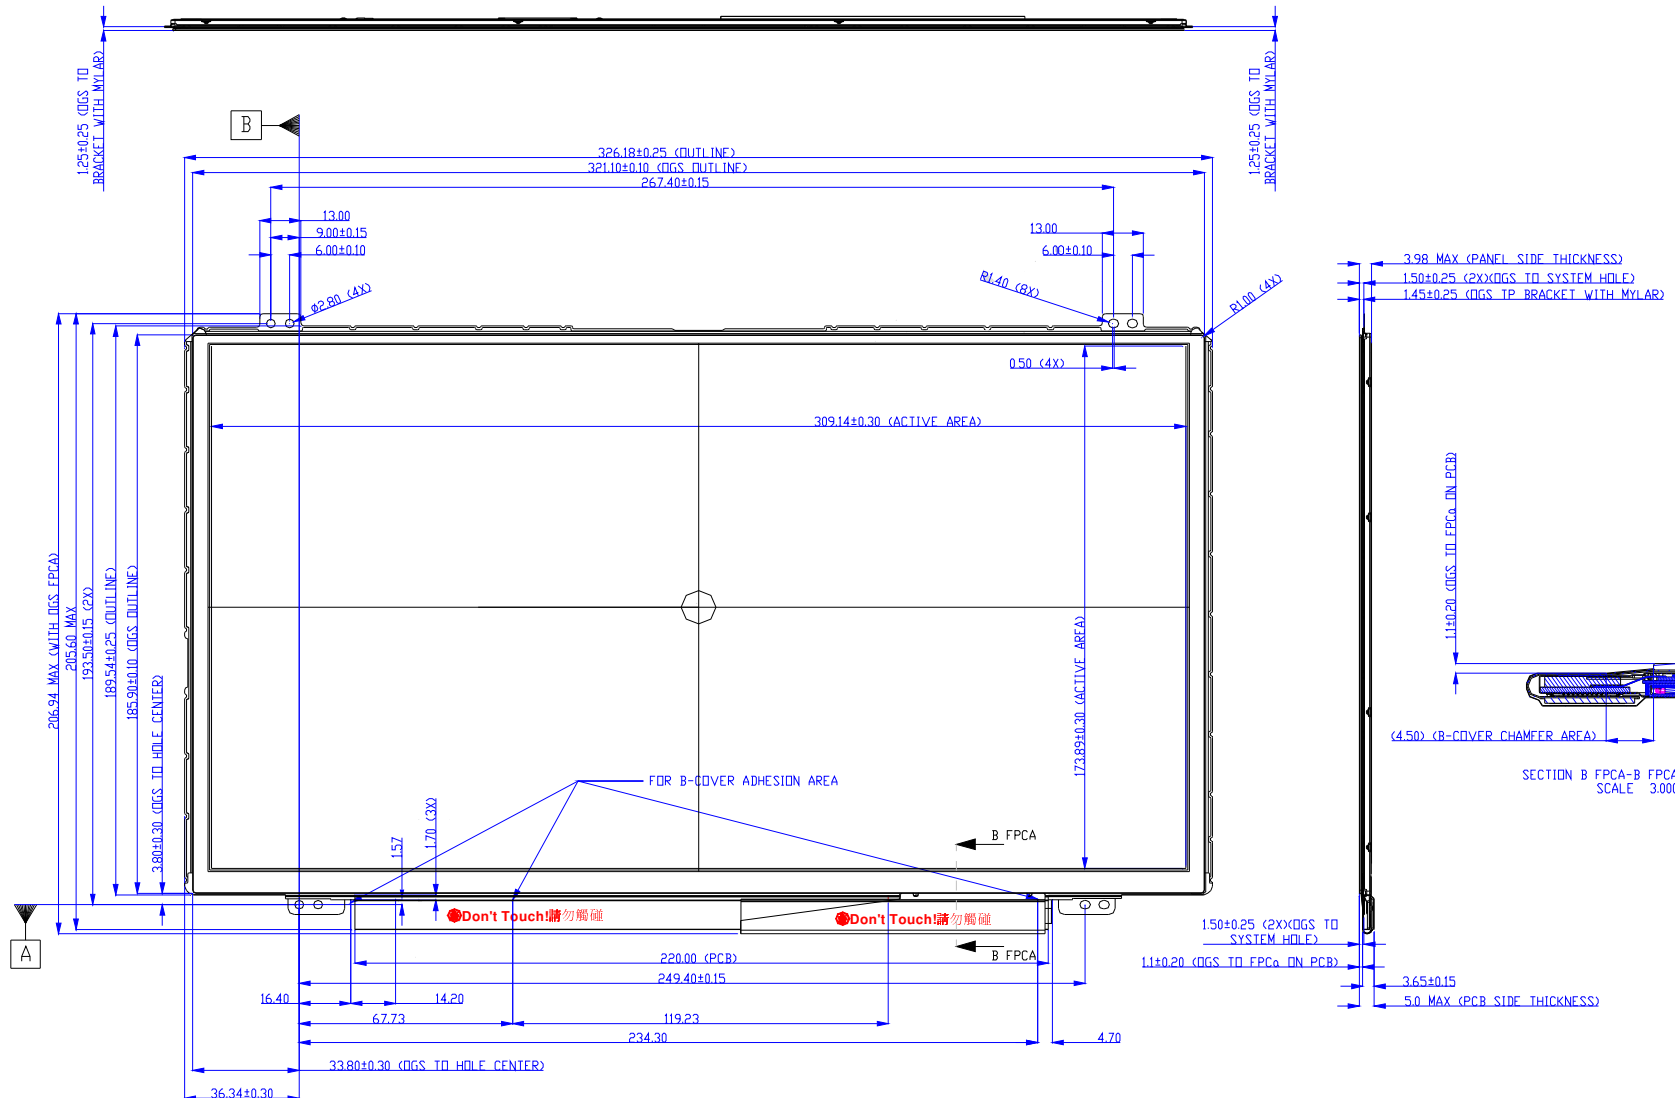 1.25±0.25 (OGS TO
BRACKET WITH MYLAR)
1.25±0.25 (OGS TO
BRACKET WITH MYLAR)
B
326.18±0.25 (OUTLINE)
321.10±0.10 (OGS OUTLINE)
267.40±0.15
13.00
9.00±0.15
6.00±0.10
13.00
6.00±0.10
ø2.80 (4X)
R1.40 (8X)
R1.00 (4X)
3.98 MAX (PANEL SIDE THICKNESS)
1.50±0.25 (2X)(OGS TO SYSTEM HOLE)
1.45±0.25 (OGS TP BRACKET WITH MYLAR)
0.50 (4X)
309.14±0.30 (ACTIVE AREA)
206.94 MAX (WITH OGS FPCA)
205.60 MAX
193.50±0.15 (2X)
189.54±0.25 (OUTLINE)
185.90±0.10 (OGS OUTLINE)
3.80±0.30 (OGS TO HOLE CENTER)
173.89±0.30 (ACTIVE AREA)
1.1±0.20 (OGS TO FPCa ON PCB)
(4.50) (B-COVER CHAMFER AREA)
SECTION B FPCA-B FPCA
SCALE 3.000
FOR B-COVER ADHESION AREA
1.57
1.70 (3X)
B FPCA
Don't Touch!請勿觸碰
Don't Touch!請勿觸碰
A
B FPCA
220.00 (PCB)
249.40±0.15
16.40
14.20
67.73
119.23
234.30
4.70
33.80±0.30 (OGS TO HOLE CENTER)
36.34±0.30
1.50±0.25 (2X)(OGS TO
SYSTEM HOLE)
1.1±0.20 (OGS TO FPCa ON PCB)
3.65±0.15
5.0 MAX (PCB SIDE THICKNESS)